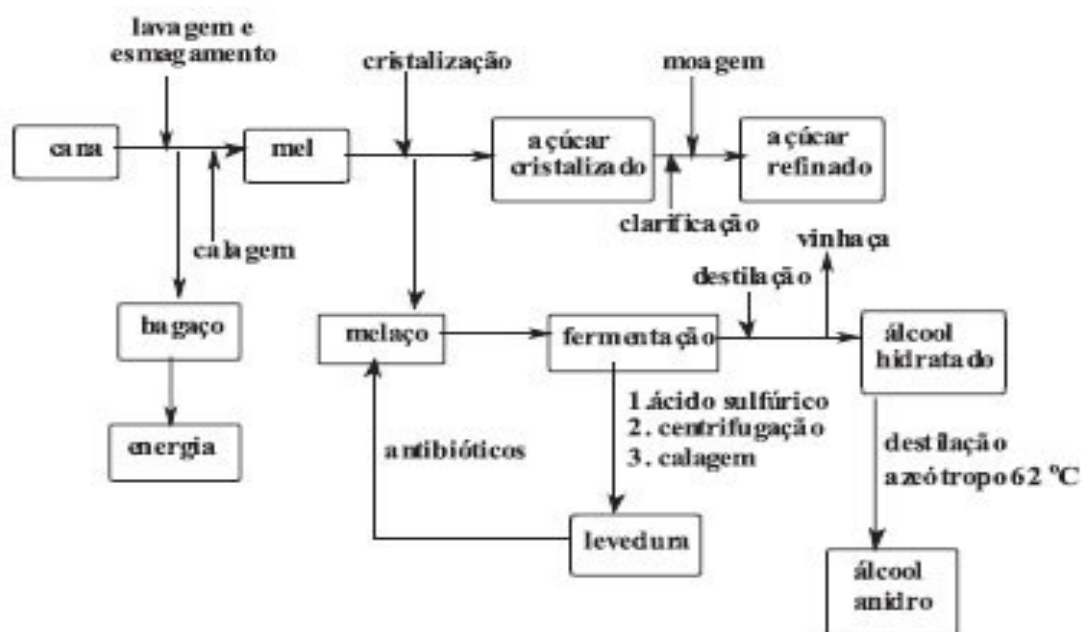 lavagem e
esmagamento
cristalização
moagem
cana
mel
açúcar
cristalizado
açúcar
refinado
calagem
clarificação
vinhaça
destilação
bagaço
melaço
fermentação
álcool
hidratado
1.ácido sulfúrico
2. centrifugação
3. calagem
energia
antibióticos
destilação
azeótropo 62 °C
levedura
álcool
anidro